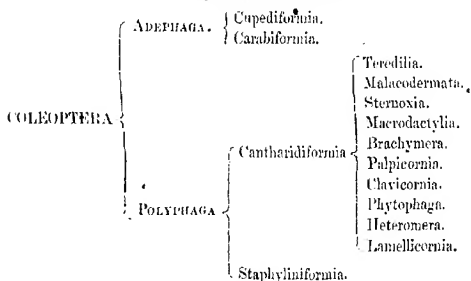 ADEPHAGA.
Cupediformia.
Carabiformia.
COLEOPTERA
POLYPHAGA
Cantharidiformia
Teredilia.
Malacodermata.
Sternoxia.
Macrodactylia.
Brachymera.
Palpicornia.
Clavicornia.
Phytophaga.
Heteromera.
Lamellicornia.
Staphyliniformia.